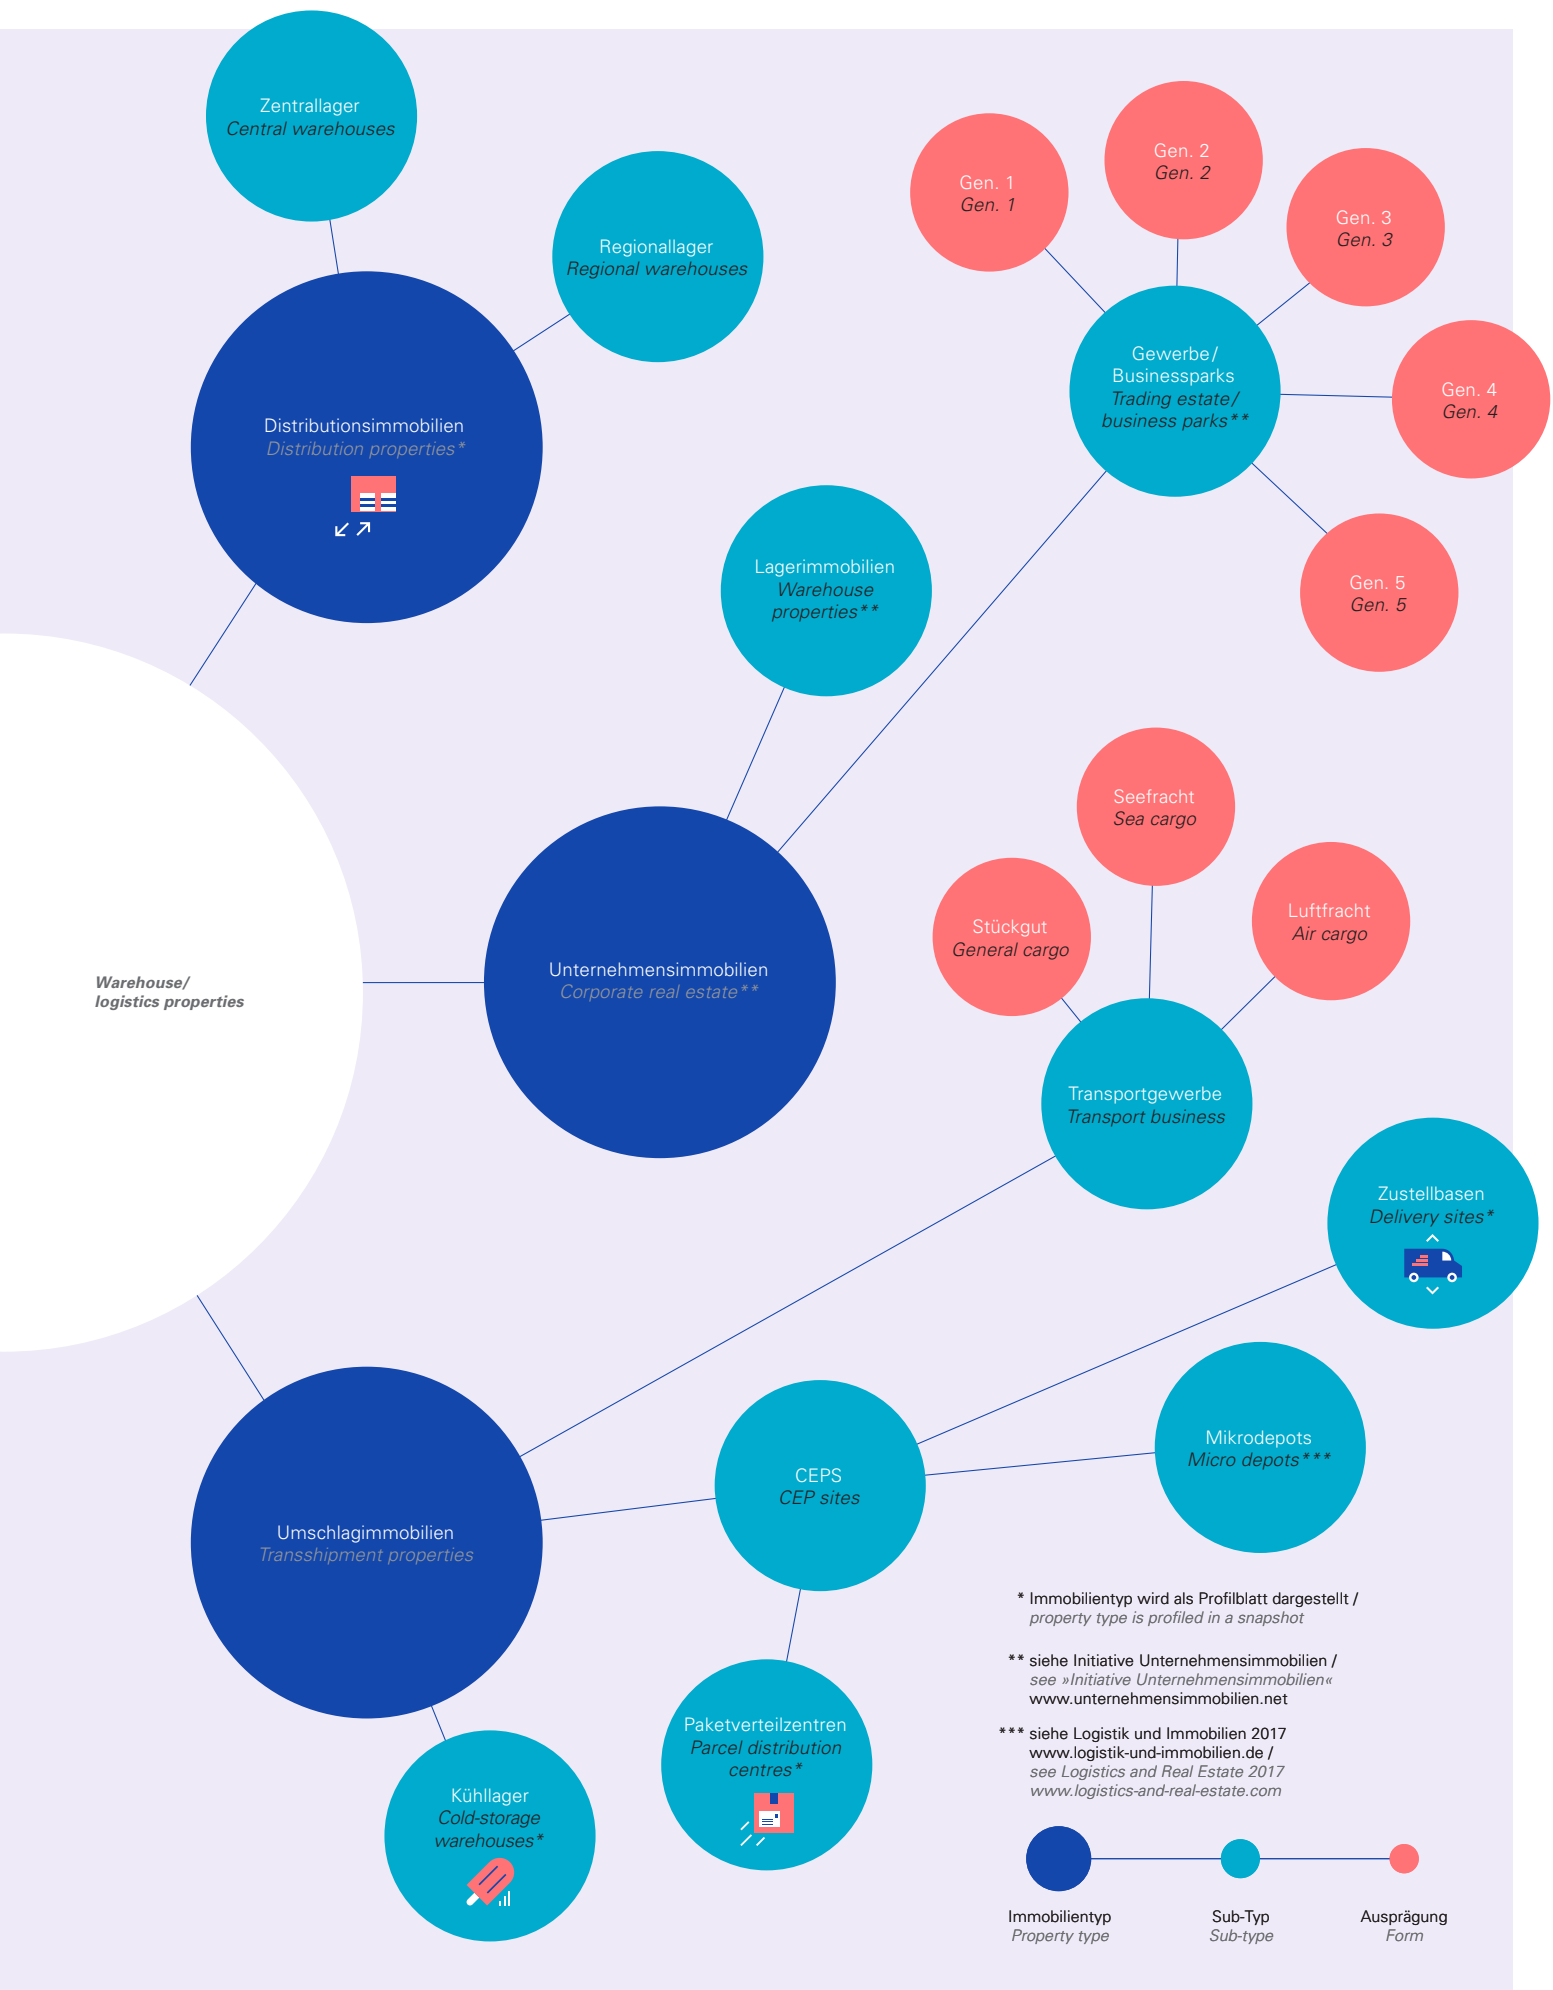 Zentrallager
Central warehouses
Regionallager
Regional warehouses
Distributionsimmobilien
Distribution properties*
Gen. 1
Gen. 1
Gen. 2
Gen. 2
Gen. 3
Gen. 3
Gen. 4
Gen. 4
Gen. 5
Gen. 5
Gewerbe/
Businessparks
Trading estate/
business parks**
Lagerimmobilien
Warehouse
properties**
Warehouse/
logistics properties
Unternehmensimmobilien
Corporate real estate**
Seefracht
Sea cargo
Stückgut
General cargo
Luftfracht
Air cargo
Transportgewerbe
Transport business
Zustellbasen
Delivery sites*
Mikrodepots
Micro depots***
CEPS
CEP sites
Umschlagimmobilien
Transshipment properties
Paketverteilzentren
Parcel distribution
centres*
Kühllager
Cold-storage
warehouses*
* Immobilientyp wird als Profilblatt dargestellt /
property type is profiled in a snapshot
** siehe Initiative Unternehmensimmobilien /
see »Initiative Unternehmensimmobilien«
www.unternehmensimmobilien.net
*** siehe Logistik und Immobilien 2017
www.logistik-und-immobilien.de /
see Logistics and Real Estate 2017
www.logistics-and-real-estate.com
Immobilientyp
Property type
Sub-Typ
Sub-type
Ausprägung
Form